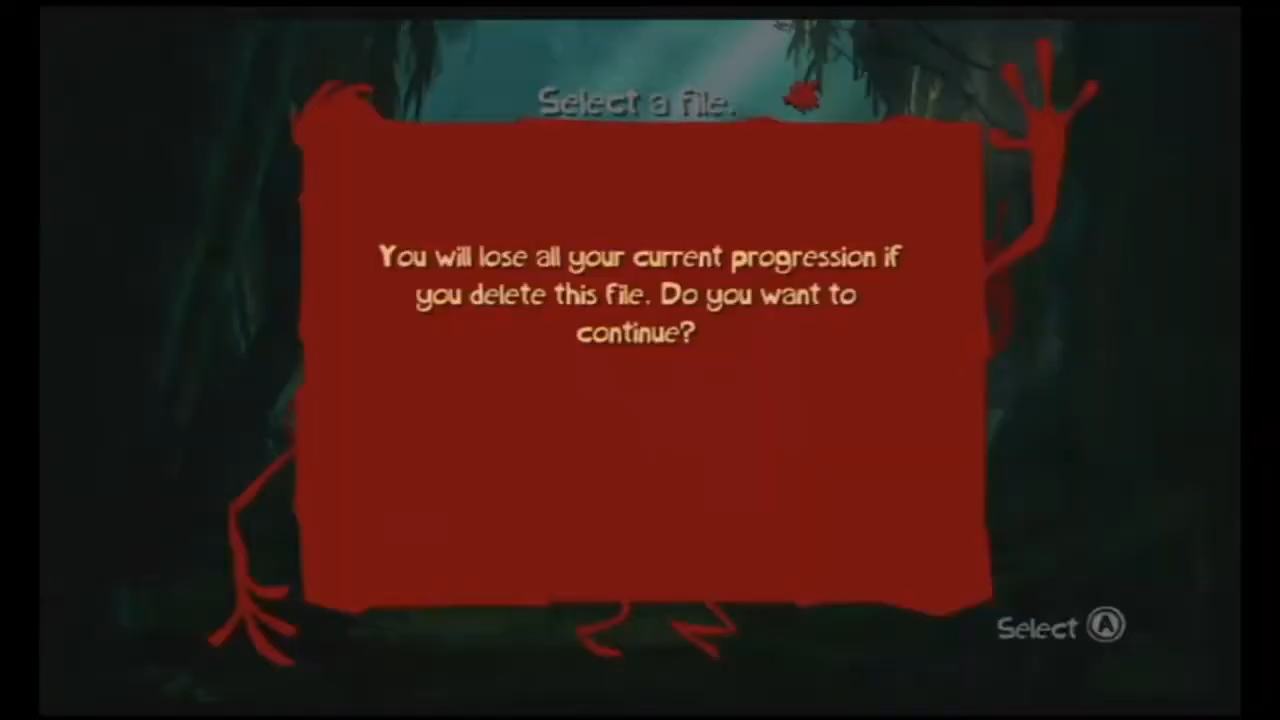 Select a file.
You will lose all your current progression if
you delete this file. Do you want to
continue?
Select A